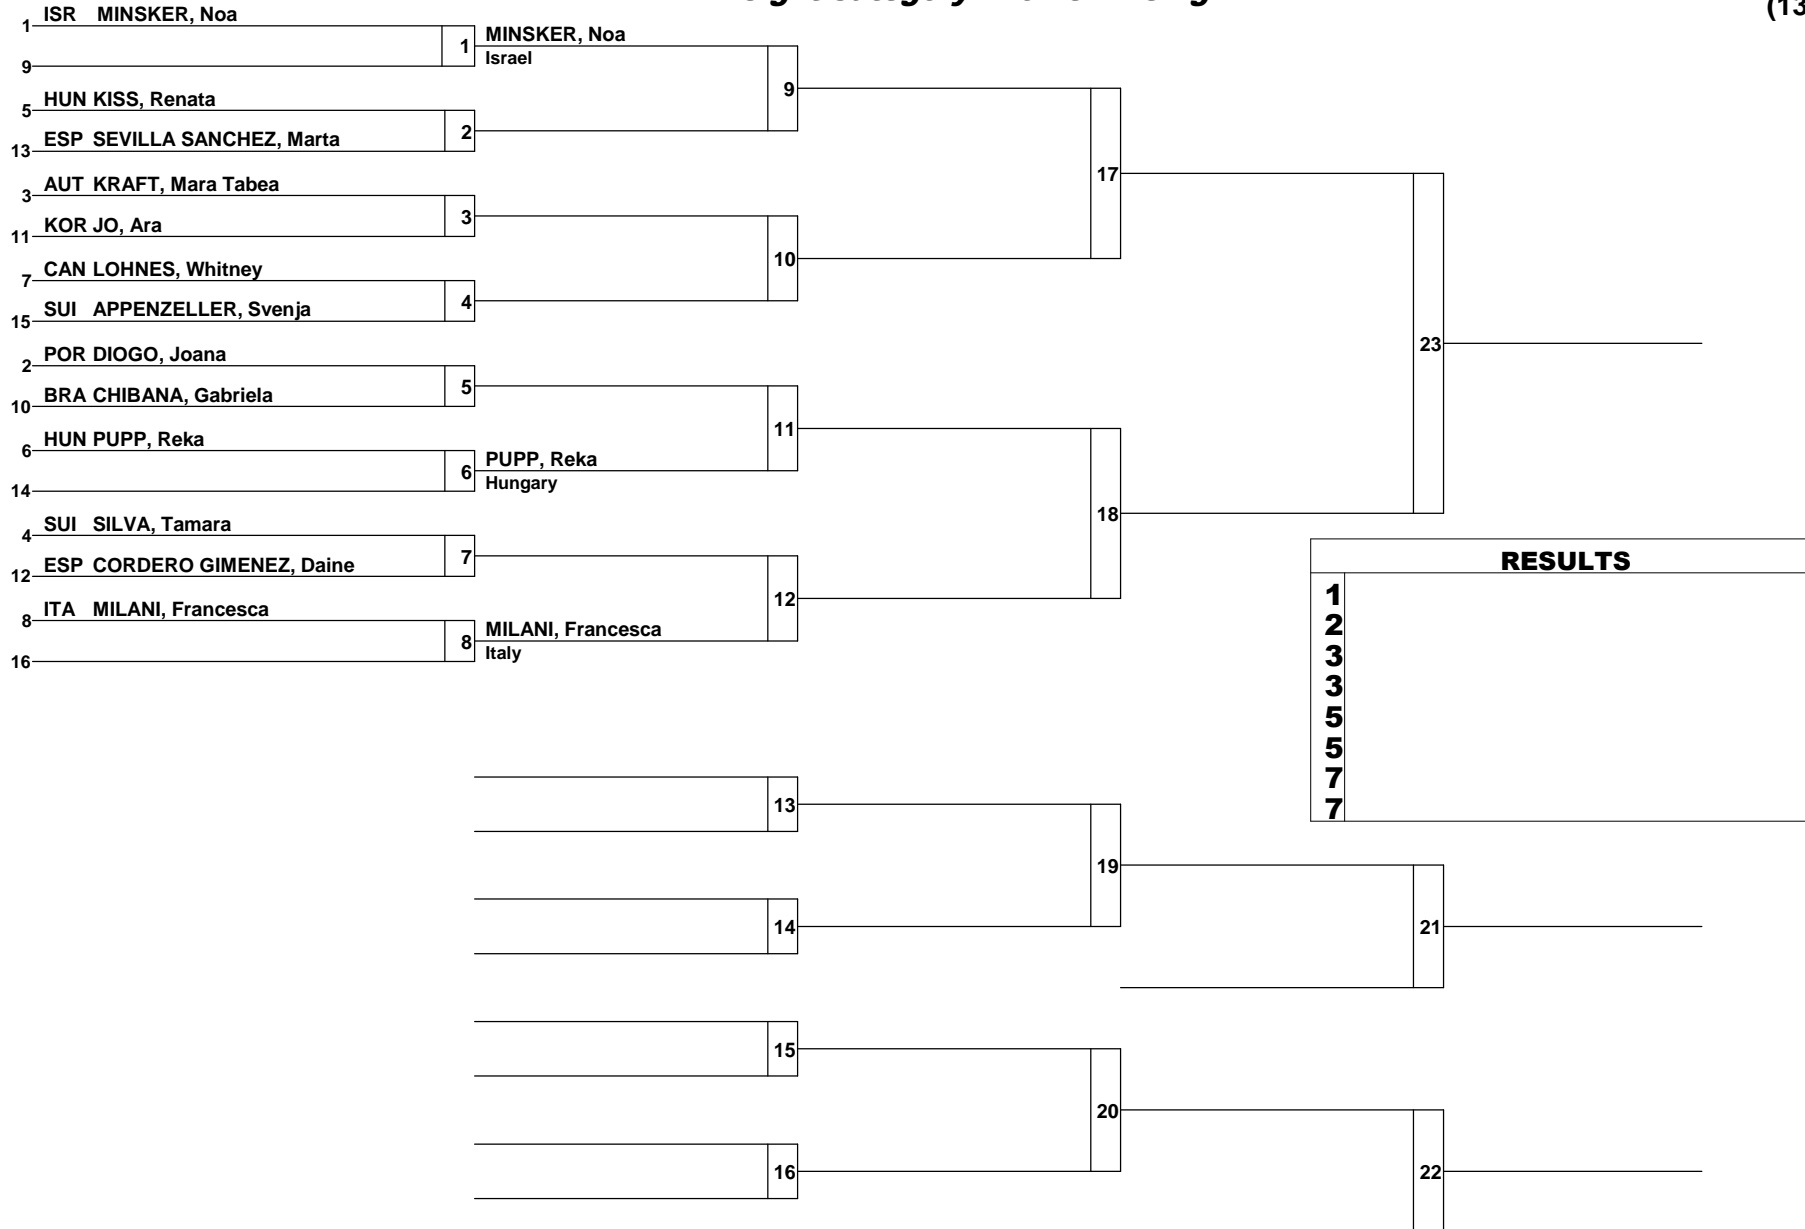 (13
1 ISR MINSKER, Noa
9
1 MINSKER, Noa
Israel
5 HUN KISS, Renata
13 ESP SEVILLA SANCHEZ, Marta
2
9
3 AUT KRAFT, Mara Tabea
11 KOR JO, Ara
3
7 CAN LOHNES, Whitney
15 SUI APPENZELLER, Svenja
4
10
17
2 POR DIOGO, Joana
10 BRA CHIBANA, Gabriela
5
6 HUN PUPP, Reka
14
6 PUPP, Reka
Hungary
11
4 SUI SILVA, Tamara
12 ESP CORDERO GIMENEZ, Daine
7
8 ITA MILANI, Francesca
16
8 MILANI, Francesca
Italy
12
18
23
RESULTS
1
2
3
3
5
5
7
7
13
14
19
21
15
16
20
22